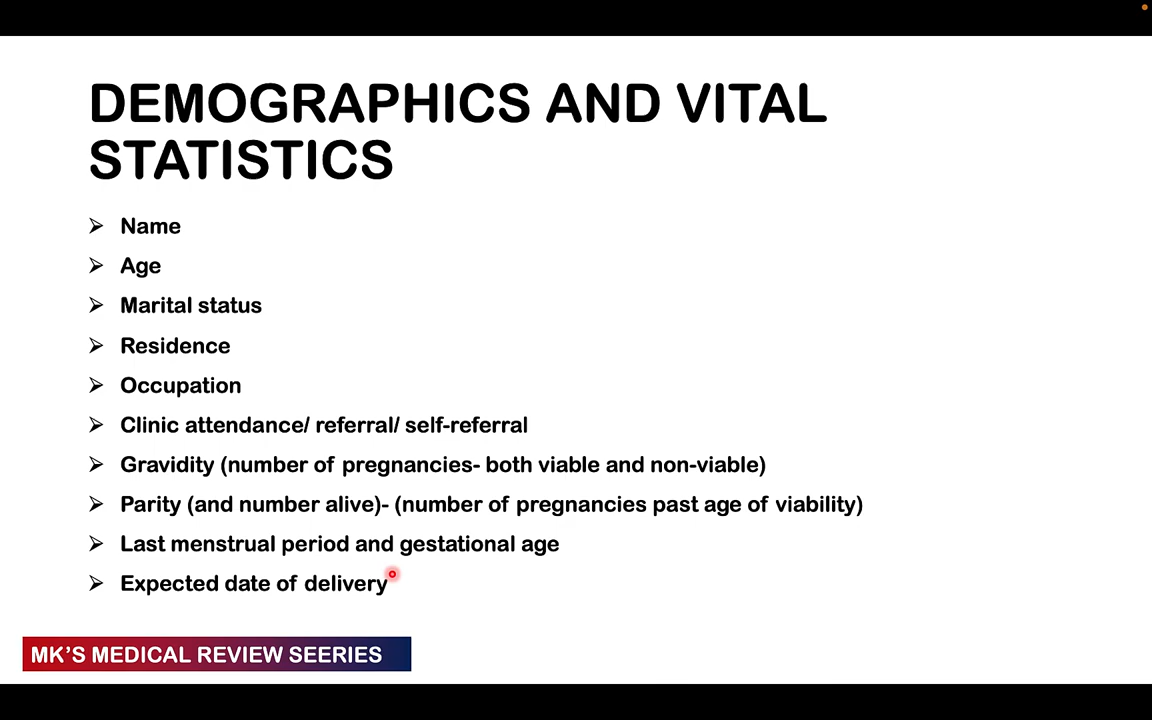 DEMOGRAPHICS AND VITAL
STATISTICS
➢ Name
➢ Age
➢ Marital status
➢ Residence
➢ Occupation
➢ Clinic attendance/ referral/ self-referral
➢ Gravidity (number of pregnancies- both viable and non-viable)
➢ Parity (and number alive)- (number of pregnancies past age of viability)
➢ Last menstrual period and gestational age
➢ Expected date of delivery
MK'S MEDICAL REVIEW SEERIES